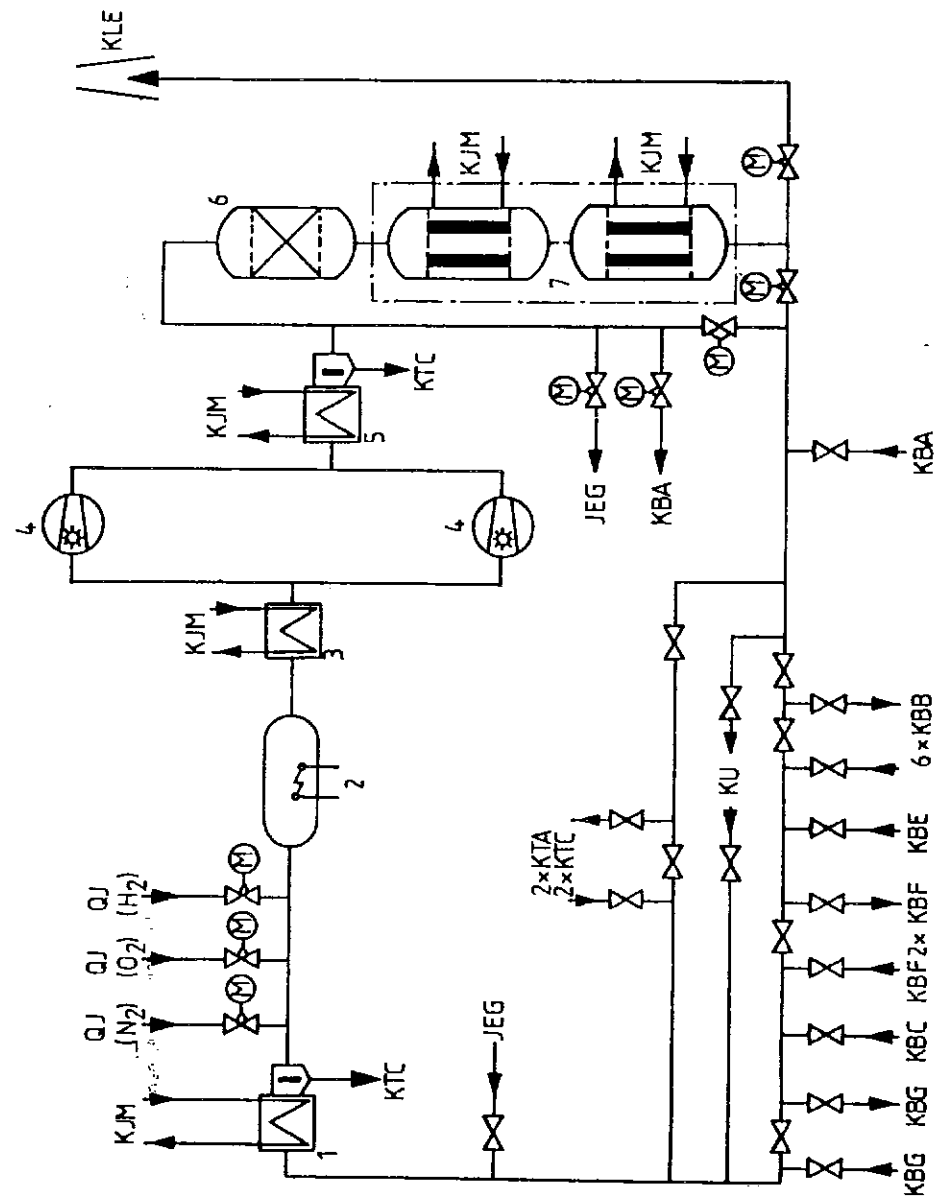 KLE
6
KJM
KJM
7
M
M
M
KTC
KJM
5
M
M
JEG
KBA
KBA
4
4
KJM
3
2
QJ
(H2)
M
QJ
(O2)
M
QJ
(N2)
M
KTC
KJM
1
JEG
2×KTA
2×KTC
KU
KBG
KBG
KBC
KBF
2× KBF
KBE
6×KBB